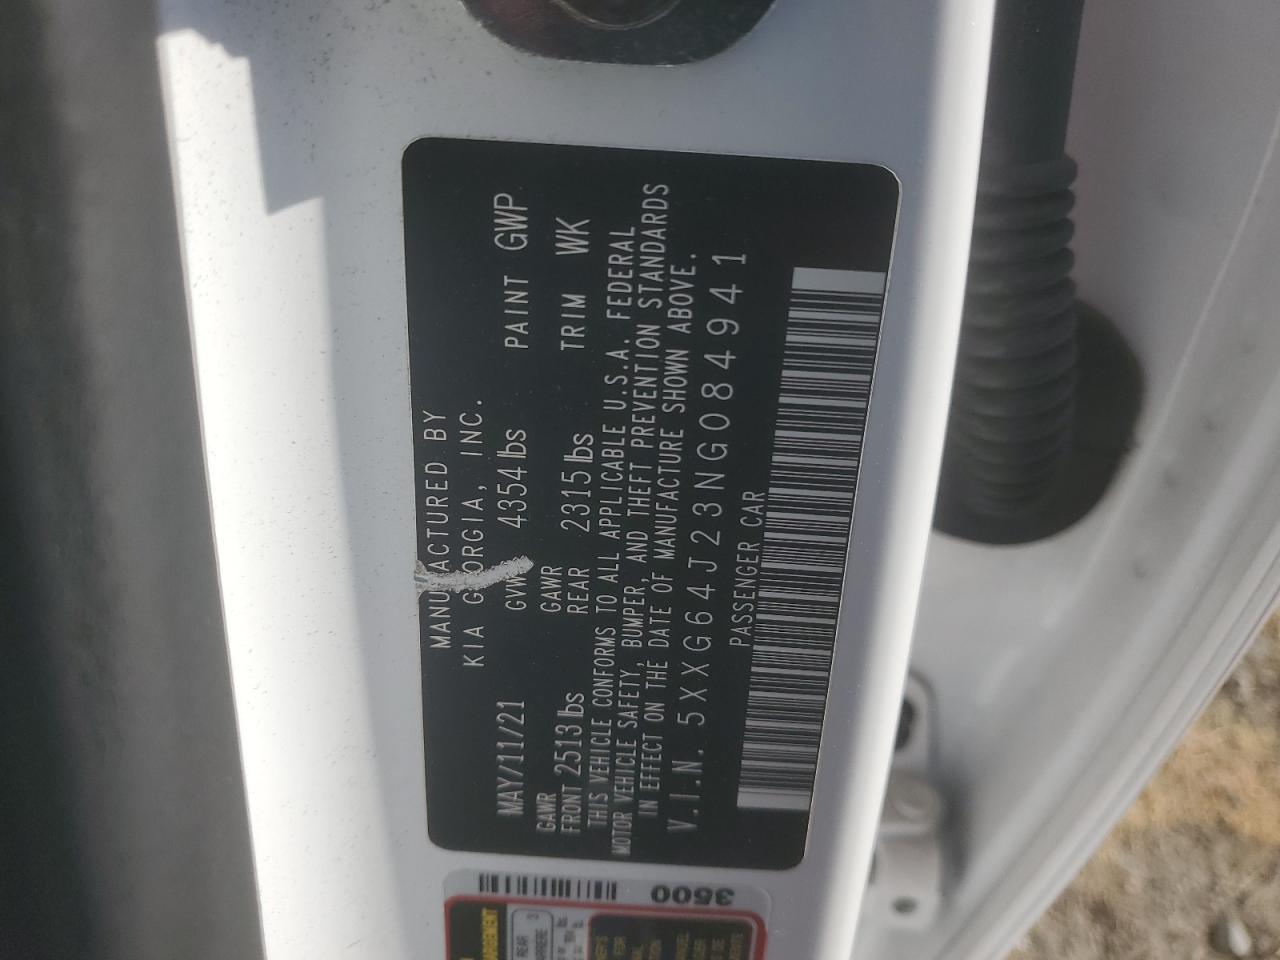 MANUFACTURED BY
KIA GEORGIA, INC.
MAY/11/21 GVWR 4354 lbs PAINT GWP
GAWR GAWR
FRONT 2513 lbs REAR 2315 lbs TRIM WK
THIS VEHICLE CONFORMS TO ALL APPLICABLE U.S.A. FEDERAL
MOTOR VEHICLE SAFETY, BUMPER, AND THEFT PREVENTION STANDARDS
IN EFFECT ON THE DATE OF MANUFACTURE SHOWN ABOVE.
V.I.N. 5XXG64J23NG084941
PASSENGER CAR
3500
REAR 3